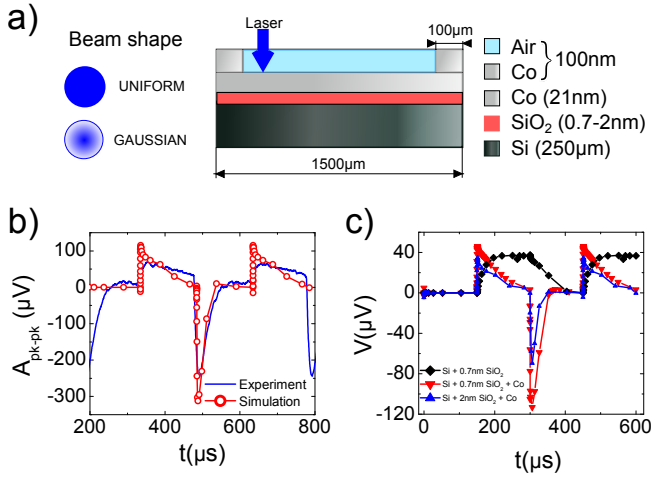 a)
Beam shape
UNIFORM
GAUSSIAN
Laser
100μm
1500μm
Air
Co
100nm
Co (21nm)
SiO₂ (0.7-2nm)
Si (250μm)
b)
A pk-pk (μV)
100
0
-100
-200
-300
200 400 600 800
t(μs)
Experiment
Simulation
c)
V(μV)
40
0
-40
-80
-120
0 200 400 600
t(μs)
Si + 0.7nm SiO₂
Si + 0.7nm SiO₂ + Co
Si + 2nm SiO₂ + Co